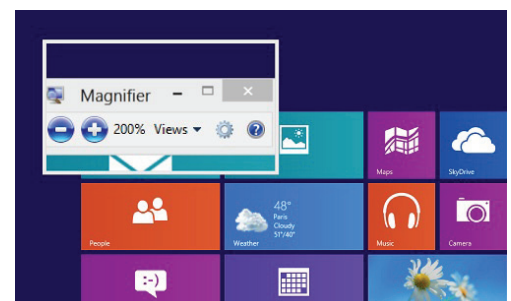 Magnifier
200% Views
Maps
SkyDrive
People
48°
Paris
Cloudy
51°/40°
Weather
Music
Camera
:-)